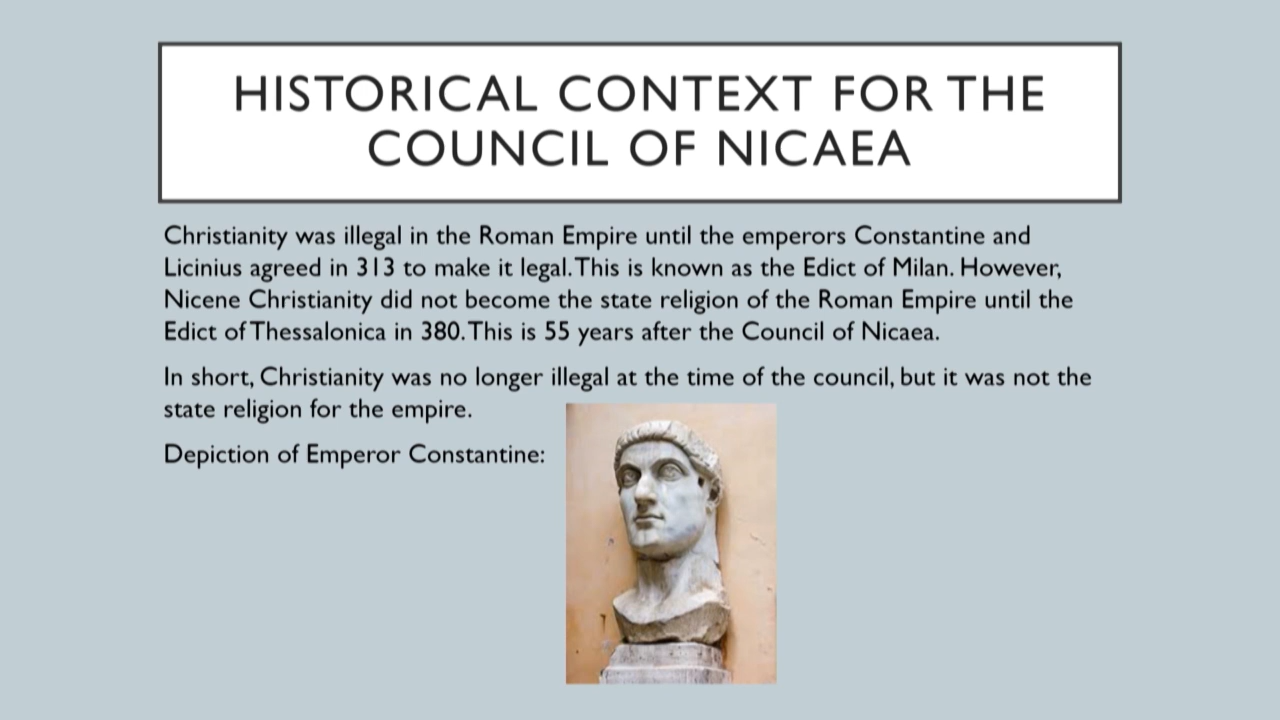 HISTORICAL CONTEXT FOR THE
COUNCIL OF NICAEA
Christianity was illegal in the Roman Empire until the emperors Constantine and
Licinius agreed in 313 to make it legal. This is known as the Edict of Milan. However,
Nicene Christianity did not become the state religion of the Roman Empire until the
Edict of Thessalonica in 380. This is 55 years after the Council of Nicaea.
In short, Christianity was no longer illegal at the time of the council, but it was not the
state religion for the empire.
Depiction of Emperor Constantine: